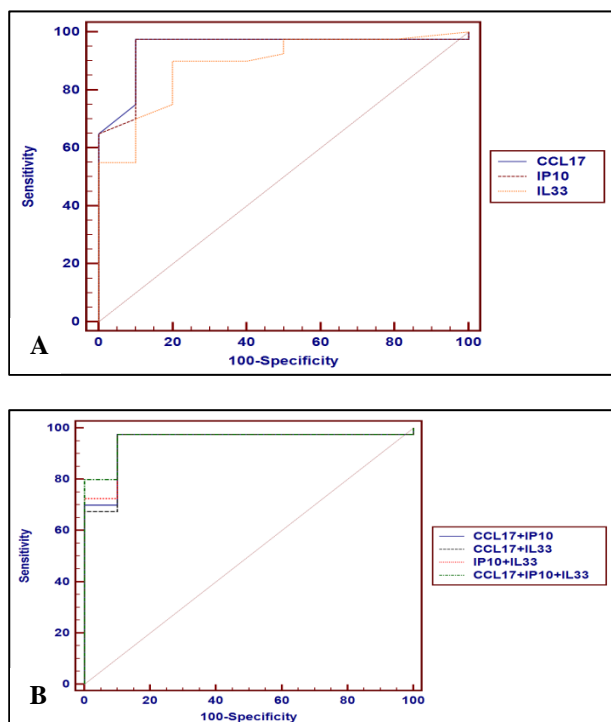 100
80
60
40
20
0
Sensitivity
0 20 40 60 80 100
100-Specificity
CCL17
IP10
IL33
A
100
80
60
40
20
0
Sensitivity
0 20 40 60 80 100
100-Specificity
CCL17+IP10
CCL17+IL33
IP10+IL33
CCL17+IP10+IL33
B